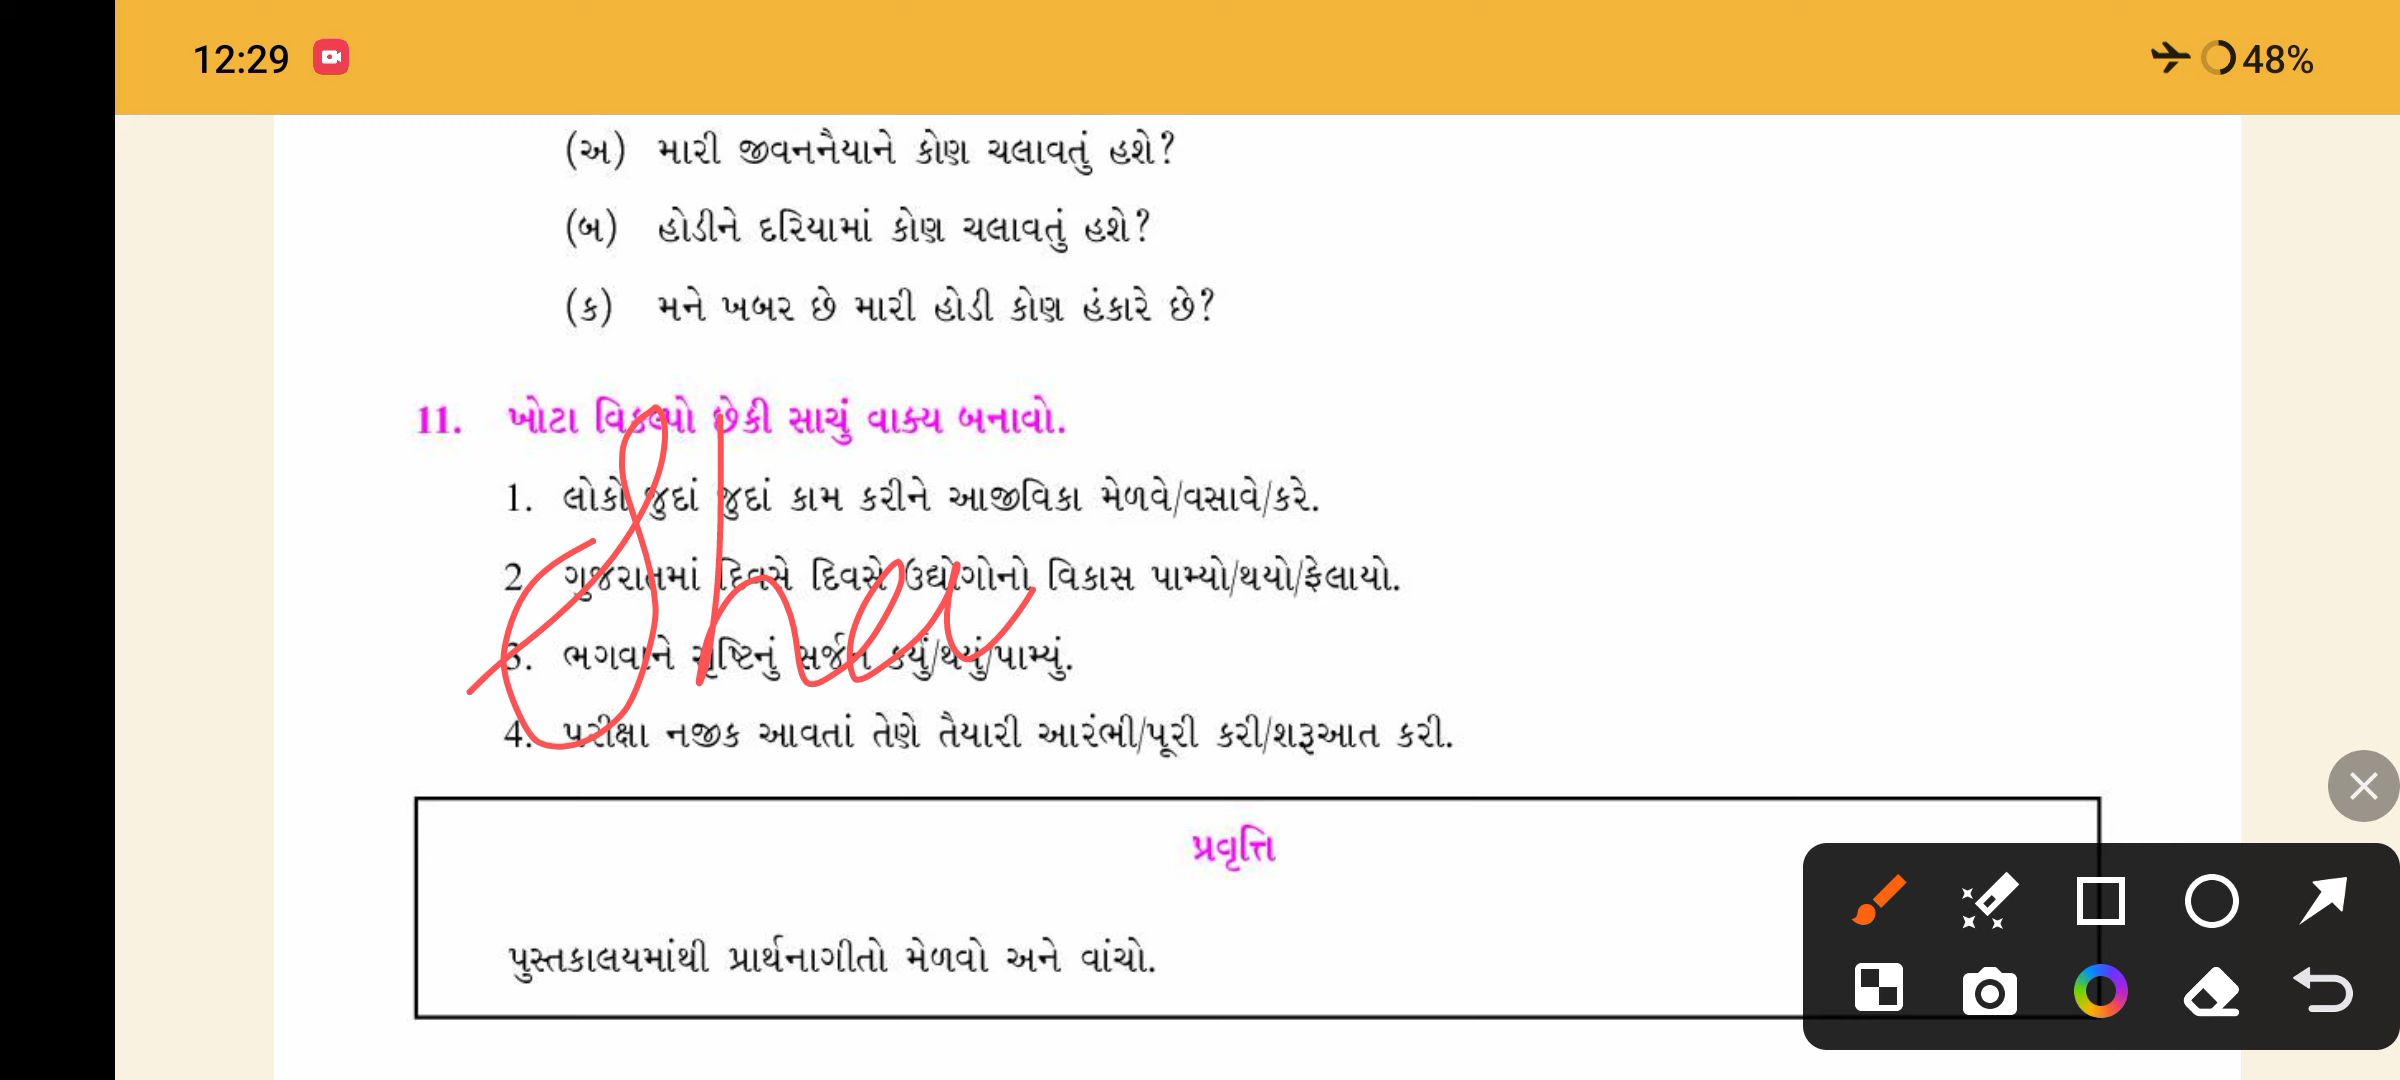 12:29 48%
(અ) મારી જીવનનૈયાને કોણ ચલાવતું હશે?
(બ) હોડીને દરિયામાં કોણ ચલાવતું હશે?
(ક) મને ખબર છે મારી હોડી કોણ હંકારે છે?
11. ખોટા વિકલ્પો છેકી સાચું વાક્ય બનાવો.
1. લોકો જુદાં જુદાં કામ કરીને આજીવિકા મેળવે/વસાવે/કરે.
2. ગુજરાતમાં દિવસે દિવસે ઉદ્યોગોનો વિકાસ પામ્યો/થયો/ફેલાયો.
3. ભગવાને સૃષ્ટિનું સર્જન કર્યું/થયું/પામ્યું.
4. પરીક્ષા નજીક આવતાં તેણે તૈયારી આરંભી/પૂરી કરી/શરૂઆત કરી.
પ્રવૃત્તિ
પુસ્તકાલયમાંથી પ્રાર્થનાગીતો મેળવો અને વાંચો.